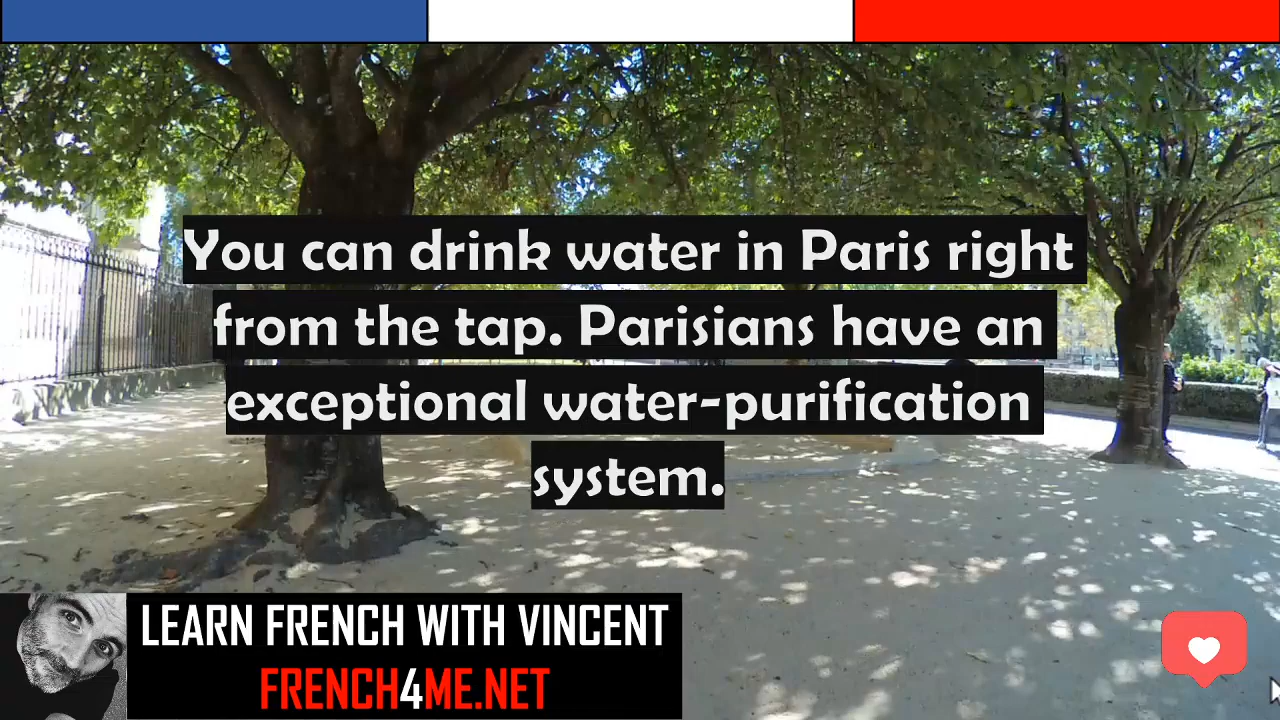 You can drink water in Paris right
from the tap. Parisians have an
exceptional water-purification
system.
LEARN FRENCH WITH VINCENT
FRENCH4ME.NET